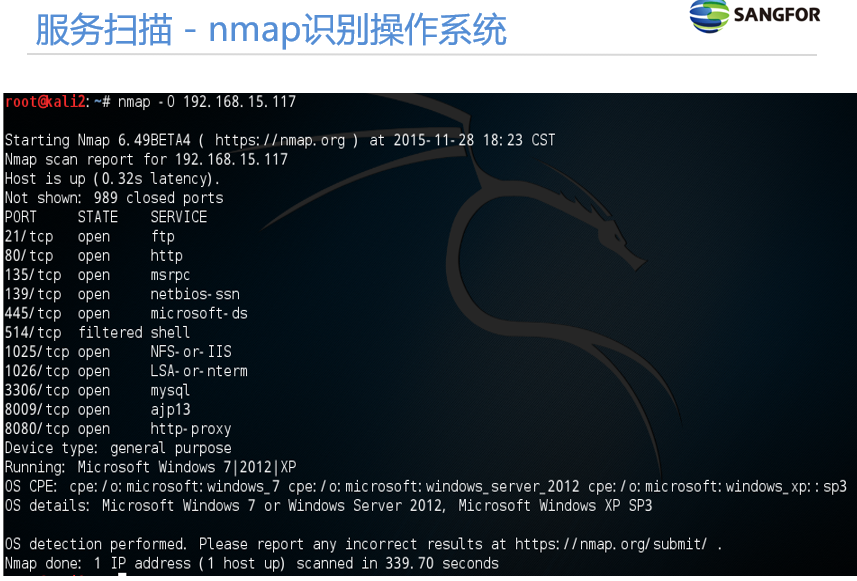 服务扫描 - nmap识别操作系统
SANGFOR
root@kali2:~# nmap -O 192.168.15.117
Starting Nmap 6.49BETA4 ( https://nmap.org ) at 2015-11-28 18:23 CST
Nmap scan report for 192.168.15.117
Host is up (0.32s latency).
Not shown: 989 closed ports
PORT STATE SERVICE
21/tcp open ftp
80/tcp open http
135/tcp open msrpc
139/tcp open netbios-ssn
445/tcp open microsoft-ds
514/tcp filtered shell
1025/tcp open NFS-or-IIS
1026/tcp open LSA-or-nterm
3306/tcp open mysql
8009/tcp open ajp13
8080/tcp open http-proxy
Device type: general purpose
Running: Microsoft Windows 7|2012|XP
OS CPE: cpe:/o:microsoft:windows_7 cpe:/o:microsoft:windows_server_2012 cpe:/o:microsoft:windows_xp::sp3
OS details: Microsoft Windows 7 or Windows Server 2012, Microsoft Windows XP SP3
OS detection performed. Please report any incorrect results at https://nmap.org/submit/ .
Nmap done: 1 IP address (1 host up) scanned in 339.70 seconds